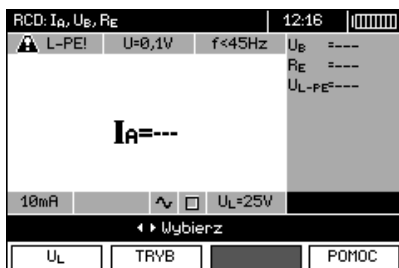 RCD: IA, UB, RE 12:16
L-PE! U=0,1V f<45Hz
UB =---
RE =---
UL-PE=---
IA=---
10mA UL=25V
Wybierz
UL TRYB POMOC